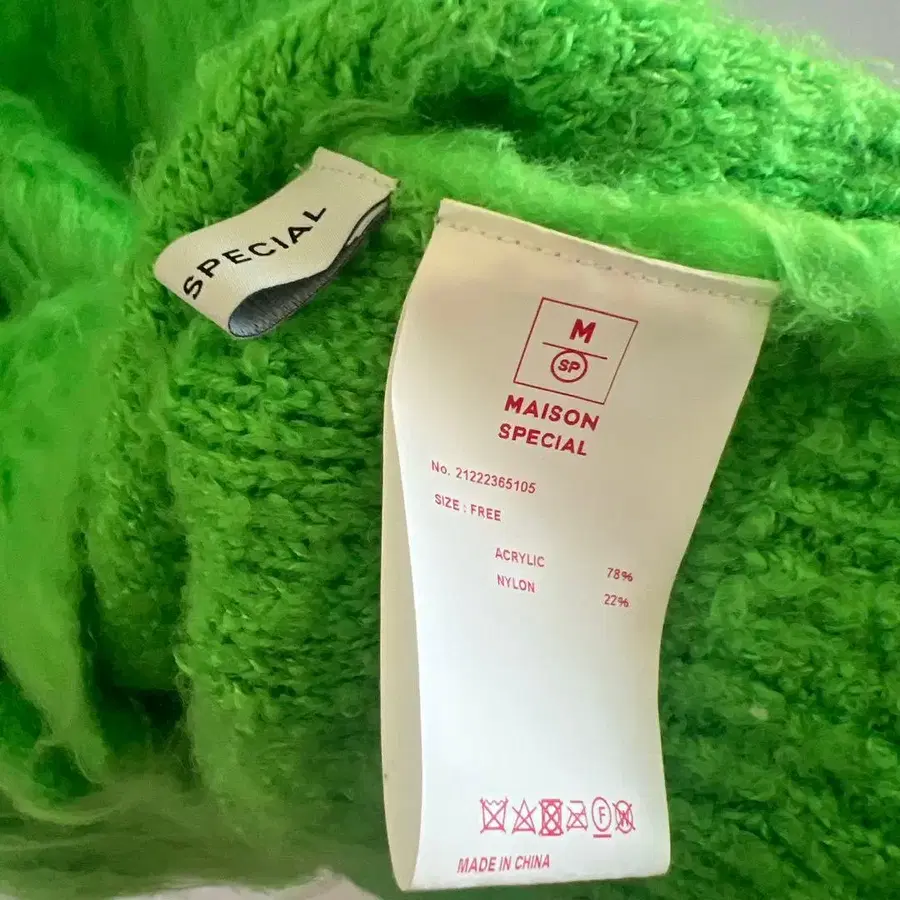 SPECIAL
M
SP
MAISON
SPECIAL
No. 21222365105
SIZE : FREE
ACRYLIC 78%
NYLON 22%
F
W
MADE IN CHINA